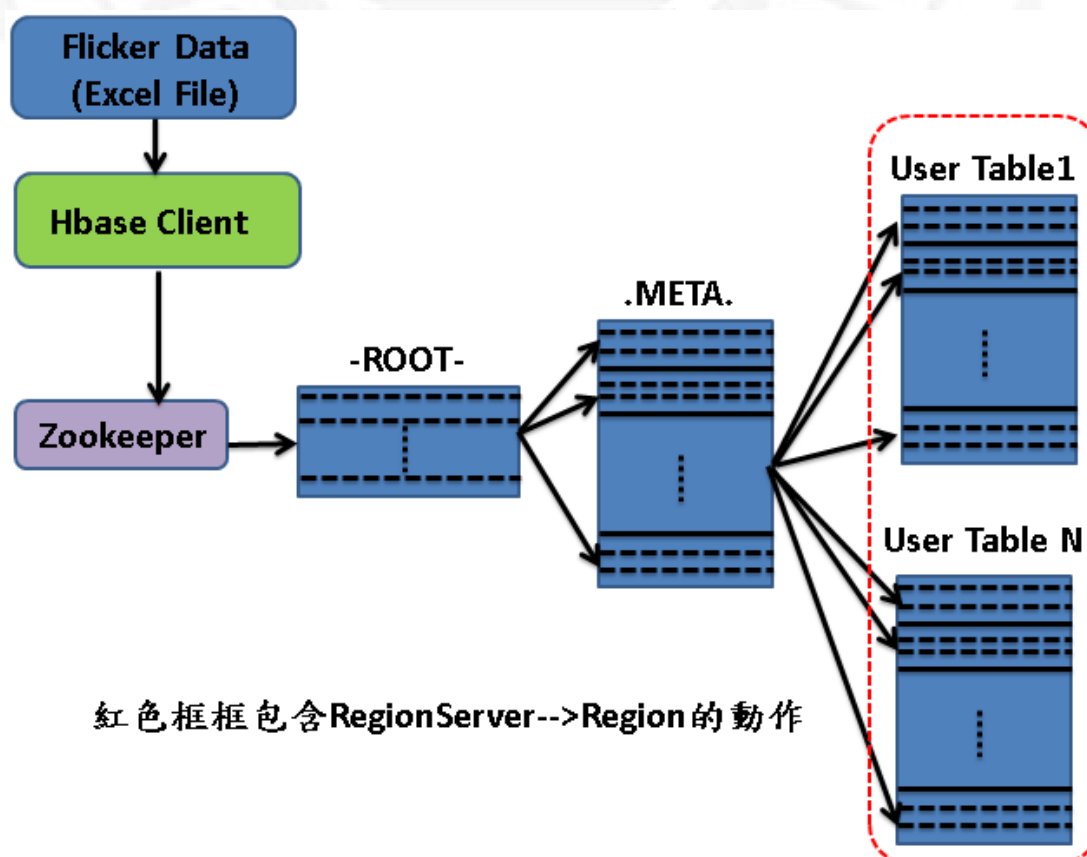 Flicker Data
(Excel File)
Hbase Client
Zookeeper
-ROOT-
.META.
User Table1
User Table N
紅色框框包含RegionServer-->Region的動作